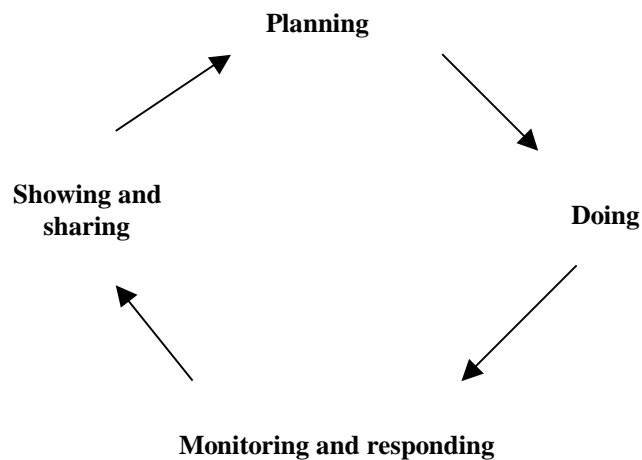 Planning
Showing and
sharing
Doing
Monitoring and responding